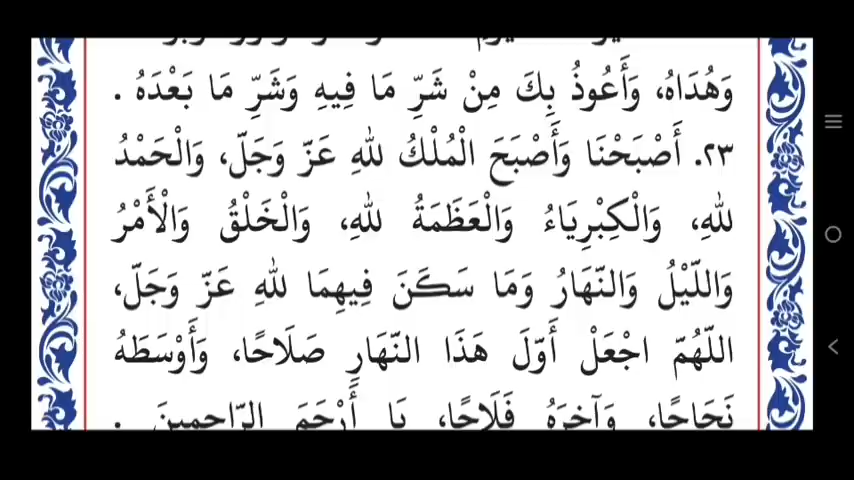 وَهُدَاهُ، وَأَعُوذُ بِكَ مِنْ شَرِّ مَا فِيهِ وَشَرِّ مَا بَعْدَهُ .
٢٣. أَصْبَحْنَا وَأَصْبَحَ الْمُلْكُ للهِ عَزّ وَجَلّ، وَالْحَمْدُ
للهِ، وَالْكِبْرِيَاءُ وَالْعَظَمَةُ للهِ، وَالْخَلْقُ وَالْأَمْرُ
وَاللّيْلُ وَالنّهَارُ وَمَا سَكَنَ فِيهِمَا للهِ عَزّ وَجَلّ،
اللّهُمّ اجْعَلْ أَوّلَ هَذَا النّهَارِ صَلَاحًا، وَأَوْسَطَهُ
نَجَاحًا، وَآخِرَهُ فَلَاحًا، يَا أَرْحَمَ الرّاحِمِينَ .